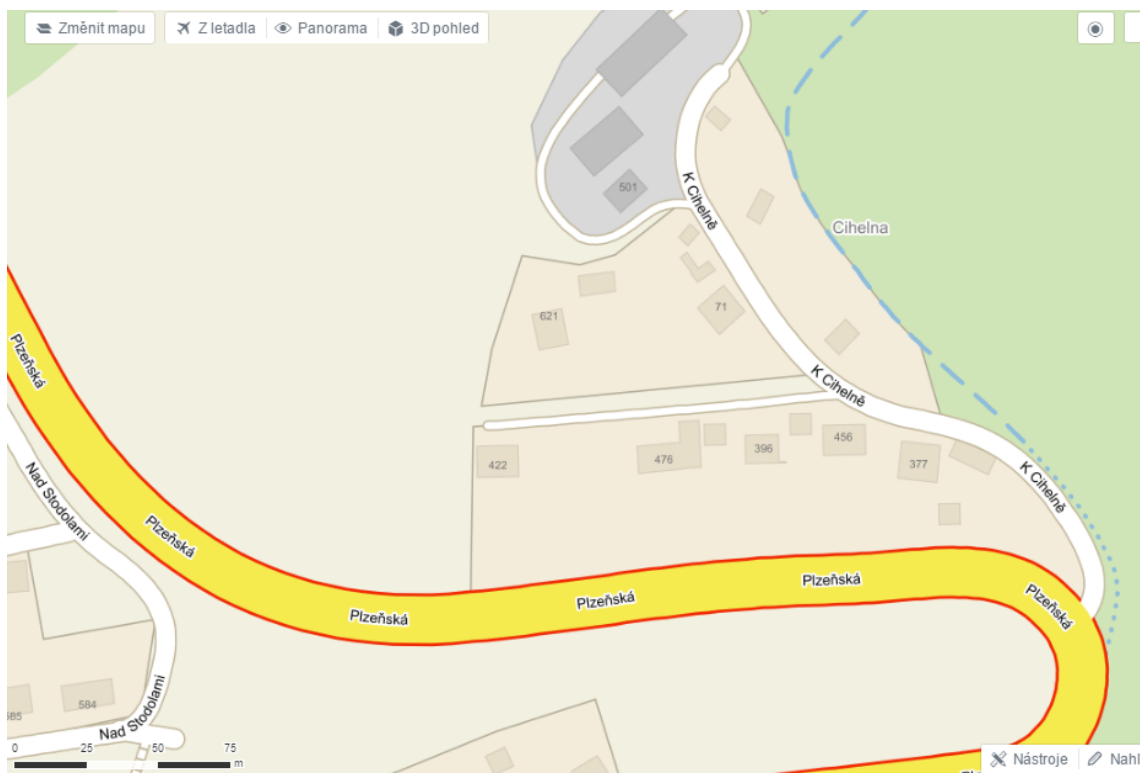 Změnit mapu
Z letadla
Panorama
3D pohled
501
K Cihelně
Cihelna
621
71
Plzeňská
K Cihelně
422
476
396
456
377
K Cihelně
Nad Stodolami
Plzeňská
Plzeňská
Plzeňská
Plzeňská
Plzeňská
584
585
Nad Stodolami
0 25 50 75
m
Nástroje